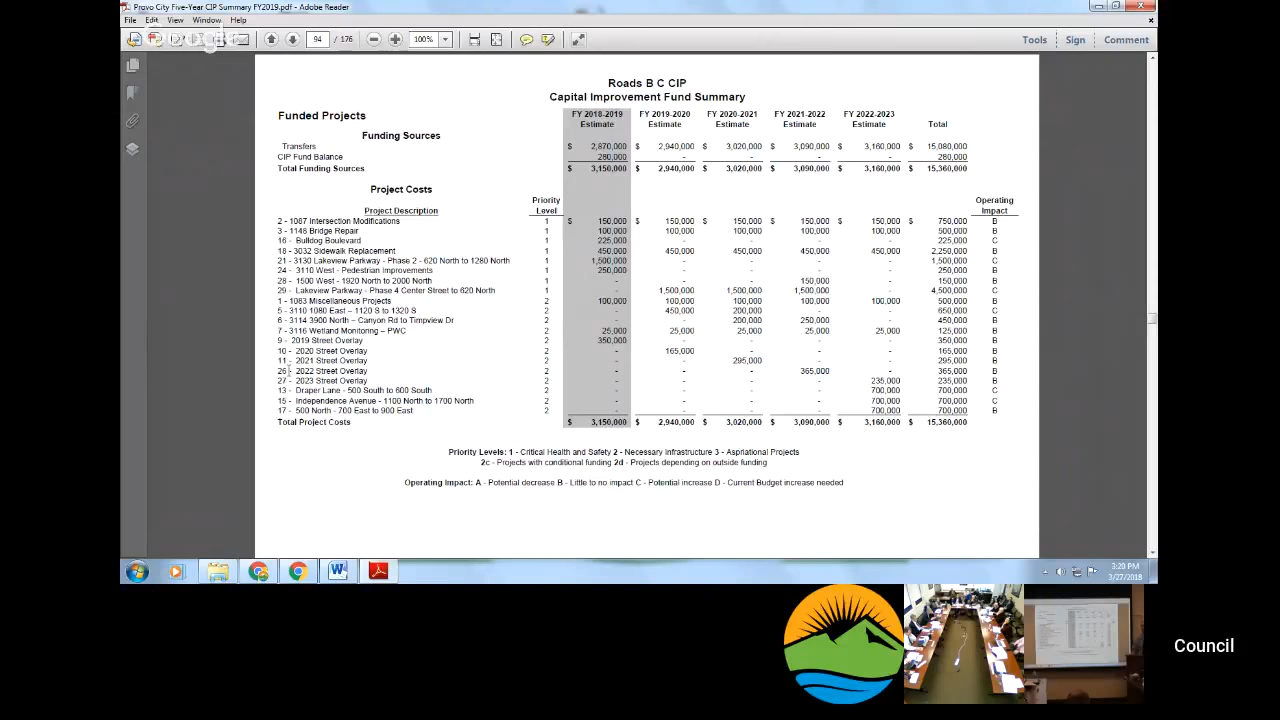 Provo City Five-Year CIP Summary FY2019.pdf - Adobe Reader
File Edit View Window Help
94 / 176 100% Tools Sign Comment
Roads B C CIP
Capital Improvement Fund Summary
Funded Projects FY 2018-2019 FY 2019-2020 FY 2020-2021 FY 2021-2022 FY 2022-2023
Estimate Estimate Estimate Estimate Estimate Total
Funding Sources
Transfers $ 2,870,000 $ 2,940,000 $ 3,020,000 $ 3,090,000 $ 3,160,000 $ 15,080,000
CIP Fund Balance 280,000 - - - - 280,000
Total Funding Sources $ 3,150,000 $ 2,940,000 $ 3,020,000 $ 3,090,000 $ 3,160,000 $ 15,360,000
Project Costs
Priority Operating
Project Description Level Impact
2 - 1087 Intersection Modifications 1 $ 150,000 $ 150,000 $ 150,000 $ 150,000 $ 150,000 $ 750,000 B
3 - 1146 Bridge Repair 1 100,000 100,000 100,000 100,000 100,000 500,000 B
16 - Bulldog Boulevard 1 225,000 - - - - 225,000 C
18 - 3032 Sidewalk Replacement 1 450,000 450,000 450,000 450,000 450,000 2,250,000 B
21 - 3130 Lakeview Parkway - Phase 2 - 620 North to 1280 North 1 1,500,000 - - - - 1,500,000 C
24 - 3110 West - Pedestrian Improvements 1 250,000 - - - - 250,000 B
28 - 1500 West - 1920 North to 2000 North 1 - - - 150,000 - 150,000 B
29 - Lakeview Parkway - Phase 4 Center Street to 620 North 1 - 1,500,000 1,500,000 1,500,000 - 4,500,000 C
1 - 1083 Miscellaneous Projects 2 100,000 100,000 100,000 100,000 100,000 500,000 B
5 - 3110 1080 East – 1120 S to 1320 S 2 - 450,000 200,000 - - 650,000 C
6 - 3114 3900 North – Canyon Rd to Timpview Dr 2 - - 200,000 250,000 - 450,000 B
7 - 3116 Wetland Monitoring – PWC 2 25,000 25,000 25,000 25,000 25,000 125,000 B
9 - 2019 Street Overlay 2 350,000 - - - - 350,000 B
10 - 2020 Street Overlay 2 - 165,000 - - - 165,000 B
11 - 2021 Street Overlay 2 - - 295,000 - - 295,000 B
26 - 2022 Street Overlay 2 - - - 365,000 - 365,000 B
27 - 2023 Street Overlay 2 - - - - 235,000 235,000 B
13 - Draper Lane - 500 South to 600 South 2 - - - - 700,000 700,000 C
15 - Independence Avenue - 1100 North to 1700 North 2 - - - - 700,000 700,000 C
17 - 500 North - 700 East to 900 East 2 - - - - 700,000 700,000 B
Total Project Costs $ 3,150,000 $ 2,940,000 $ 3,020,000 $ 3,090,000 $ 3,160,000 $ 15,360,000
Priority Levels: 1 - Critical Health and Safety 2 - Necessary infrastructure 3 - Aspriational Projects
2c - Projects with conditional funding 2d - Projects depending on outside funding
Operating Impact: A - Potential decrease B - Little to no impact C - Potential increase D - Current Budget increase needed
3:20 PM
3/27/2018
Council